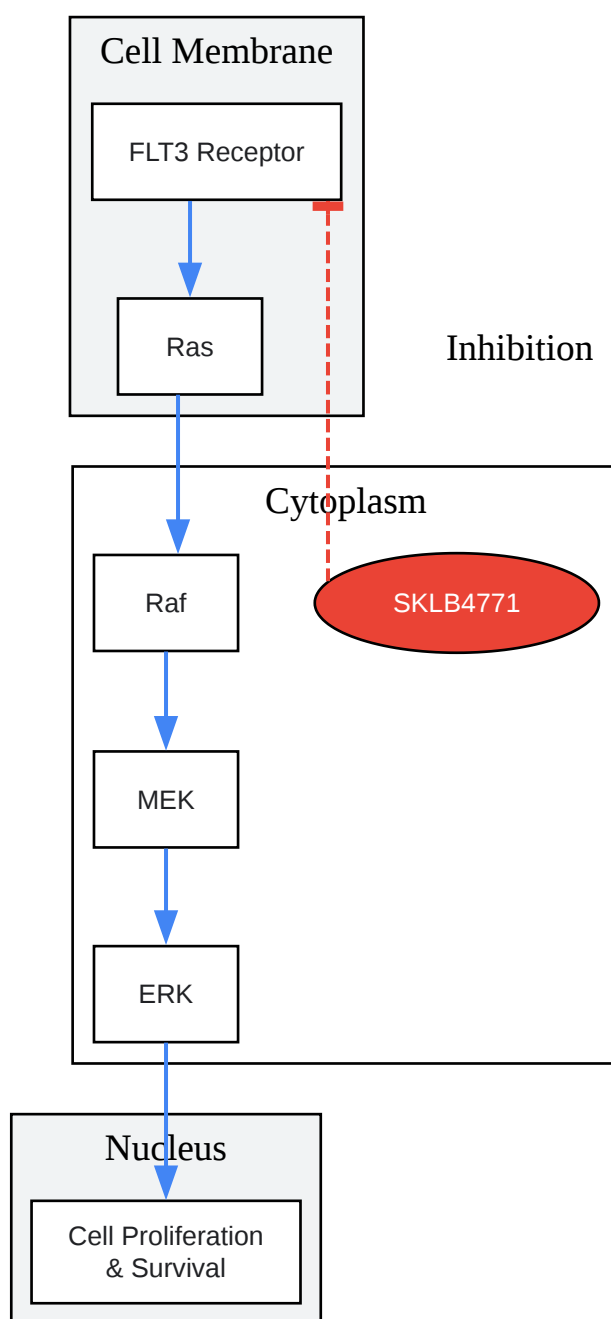 Cell Membrane
FLT3 Receptor
Ras
Inhibition
Cytoplasm
Raf
SKLB4771
MEK
ERK
Nucleus
Cell Proliferation
& Survival